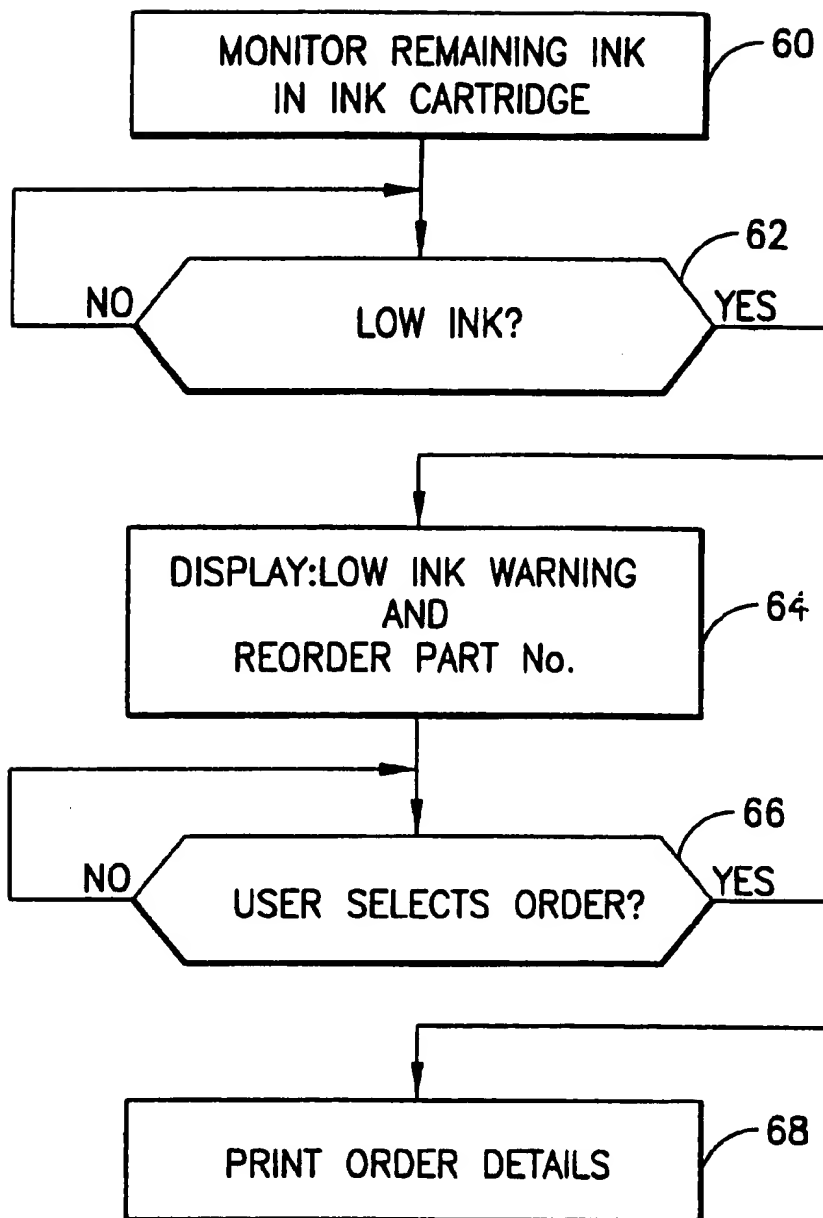 MONITOR REMAINING INK
IN INK CARTRIDGE
60
62
NO
LOW INK?
YES
DISPLAY:LOW INK WARNING
AND
REORDER PART No.
64
66
NO
USER SELECTS ORDER?
YES
PRINT ORDER DETAILS
68